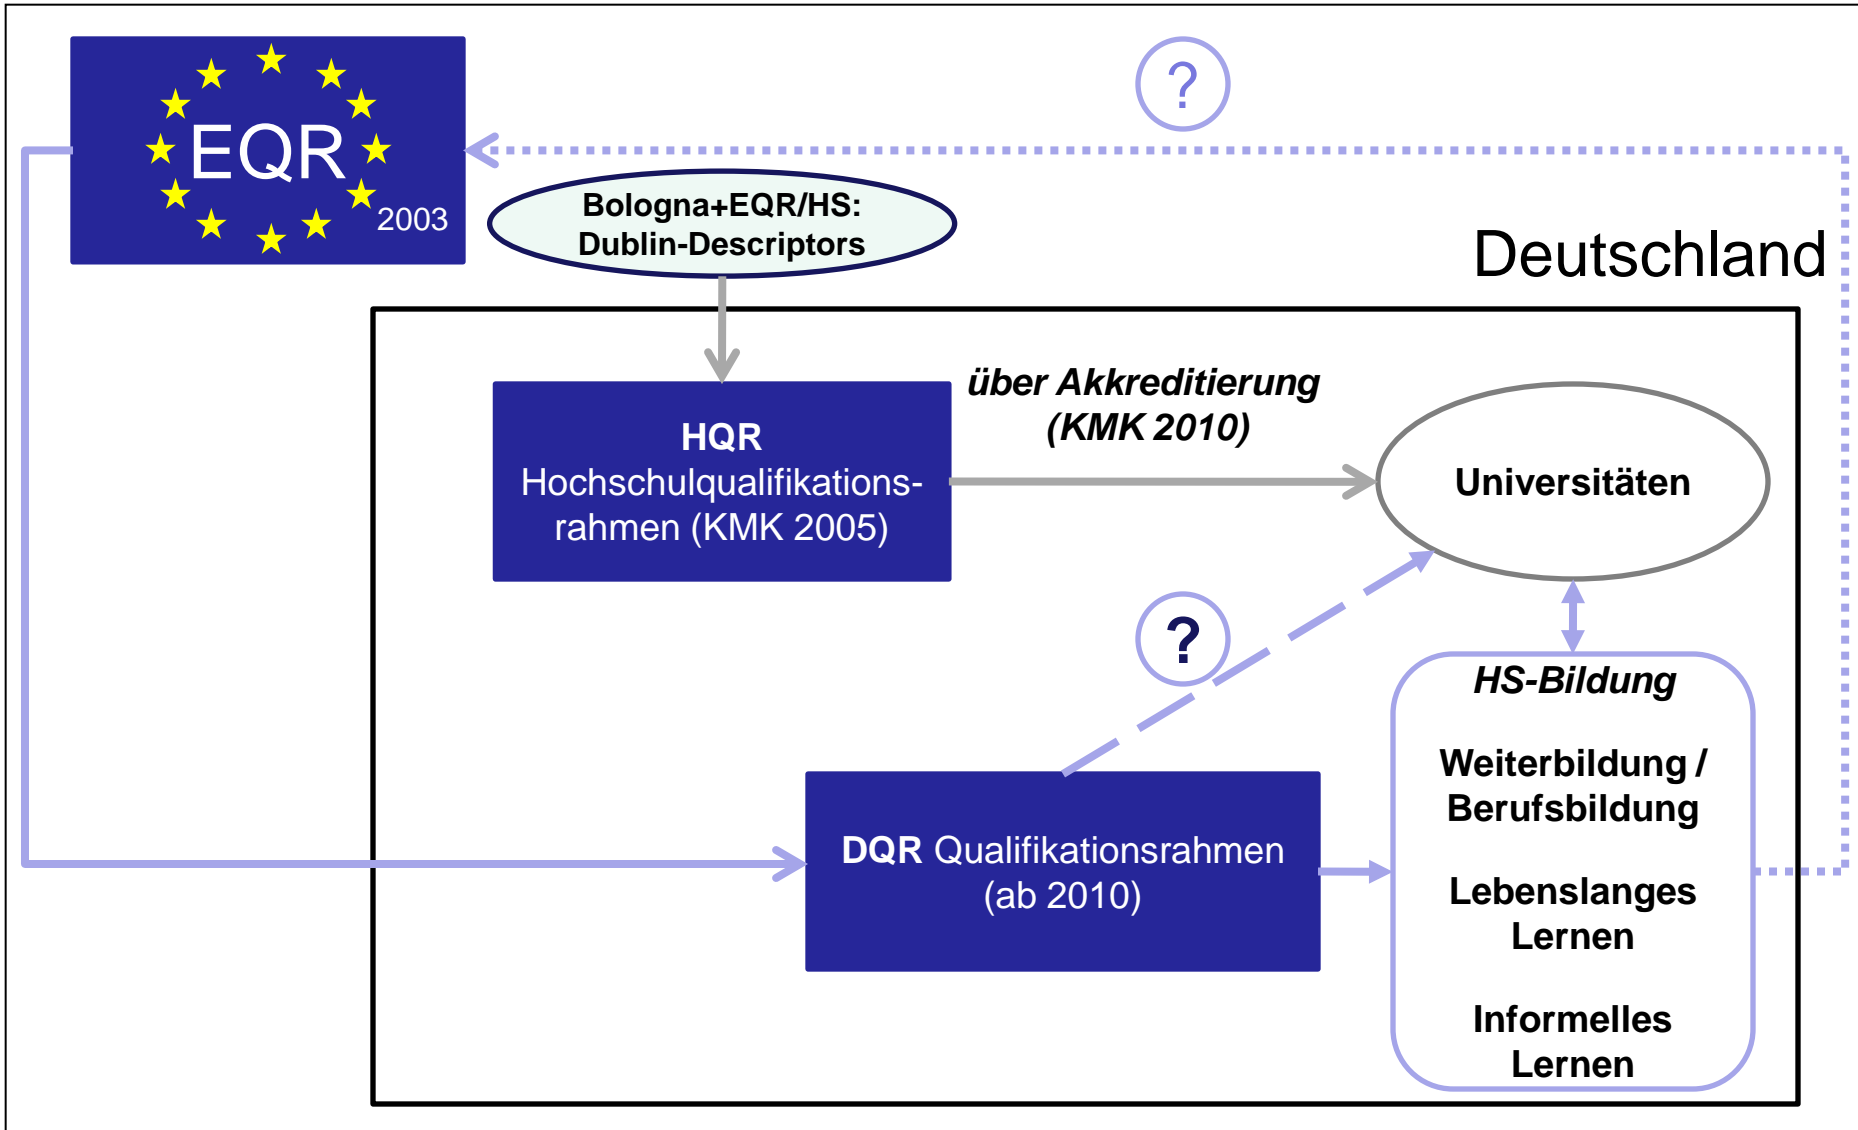 ?
EQR
2003
Bologna+EQR/HS:
Dublin-Descriptors
Deutschland
über Akkreditierung
(KMK 2010)
HQR
Hochschulqualifikations-
rahmen (KMK 2005)
Universitäten
?
HS-Bildung
Weiterbildung /
Berufsbildung
DQR Qualifikationsrahmen
(ab 2010)
Lebenslanges
Lernen
Informelles
Lernen